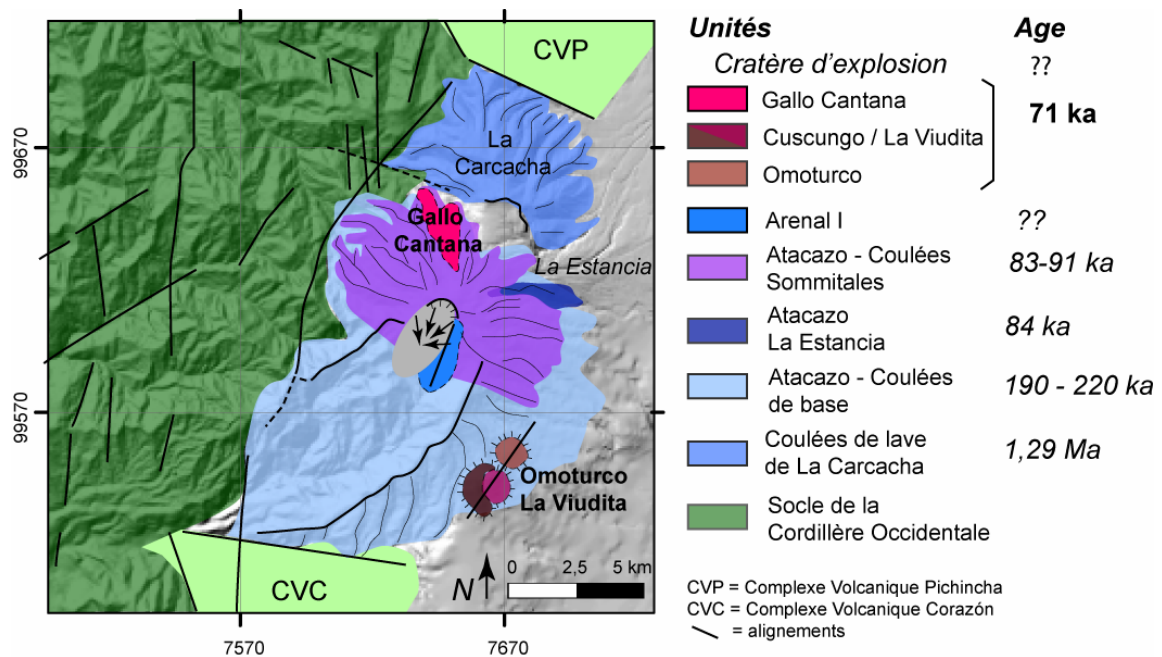 CVP
99670
La
Carcacha
Gallo
Cantana
La Estancia
99570
Omoturco
La Viudita
CVC
N
0 2,5 5 km
7570 7670
Unités Age
Cratère d'explosion ??
Gallo Cantana
71 ka
Cuscungo / La Viudita
Omoturco
Arenal I ??
Atacazo - Coulées
Sommitales
83-91 ka
Atacazo
La Estancia
84 ka
Atacazo - Coulées
de base
190 - 220 ka
Coulées de lave
de La Carcacha
1,29 Ma
Socle de la
Cordillère Occidentale
CVP = Complexe Volcanique Pichincha
CVC = Complexe Volcanique Corazón
= alignements